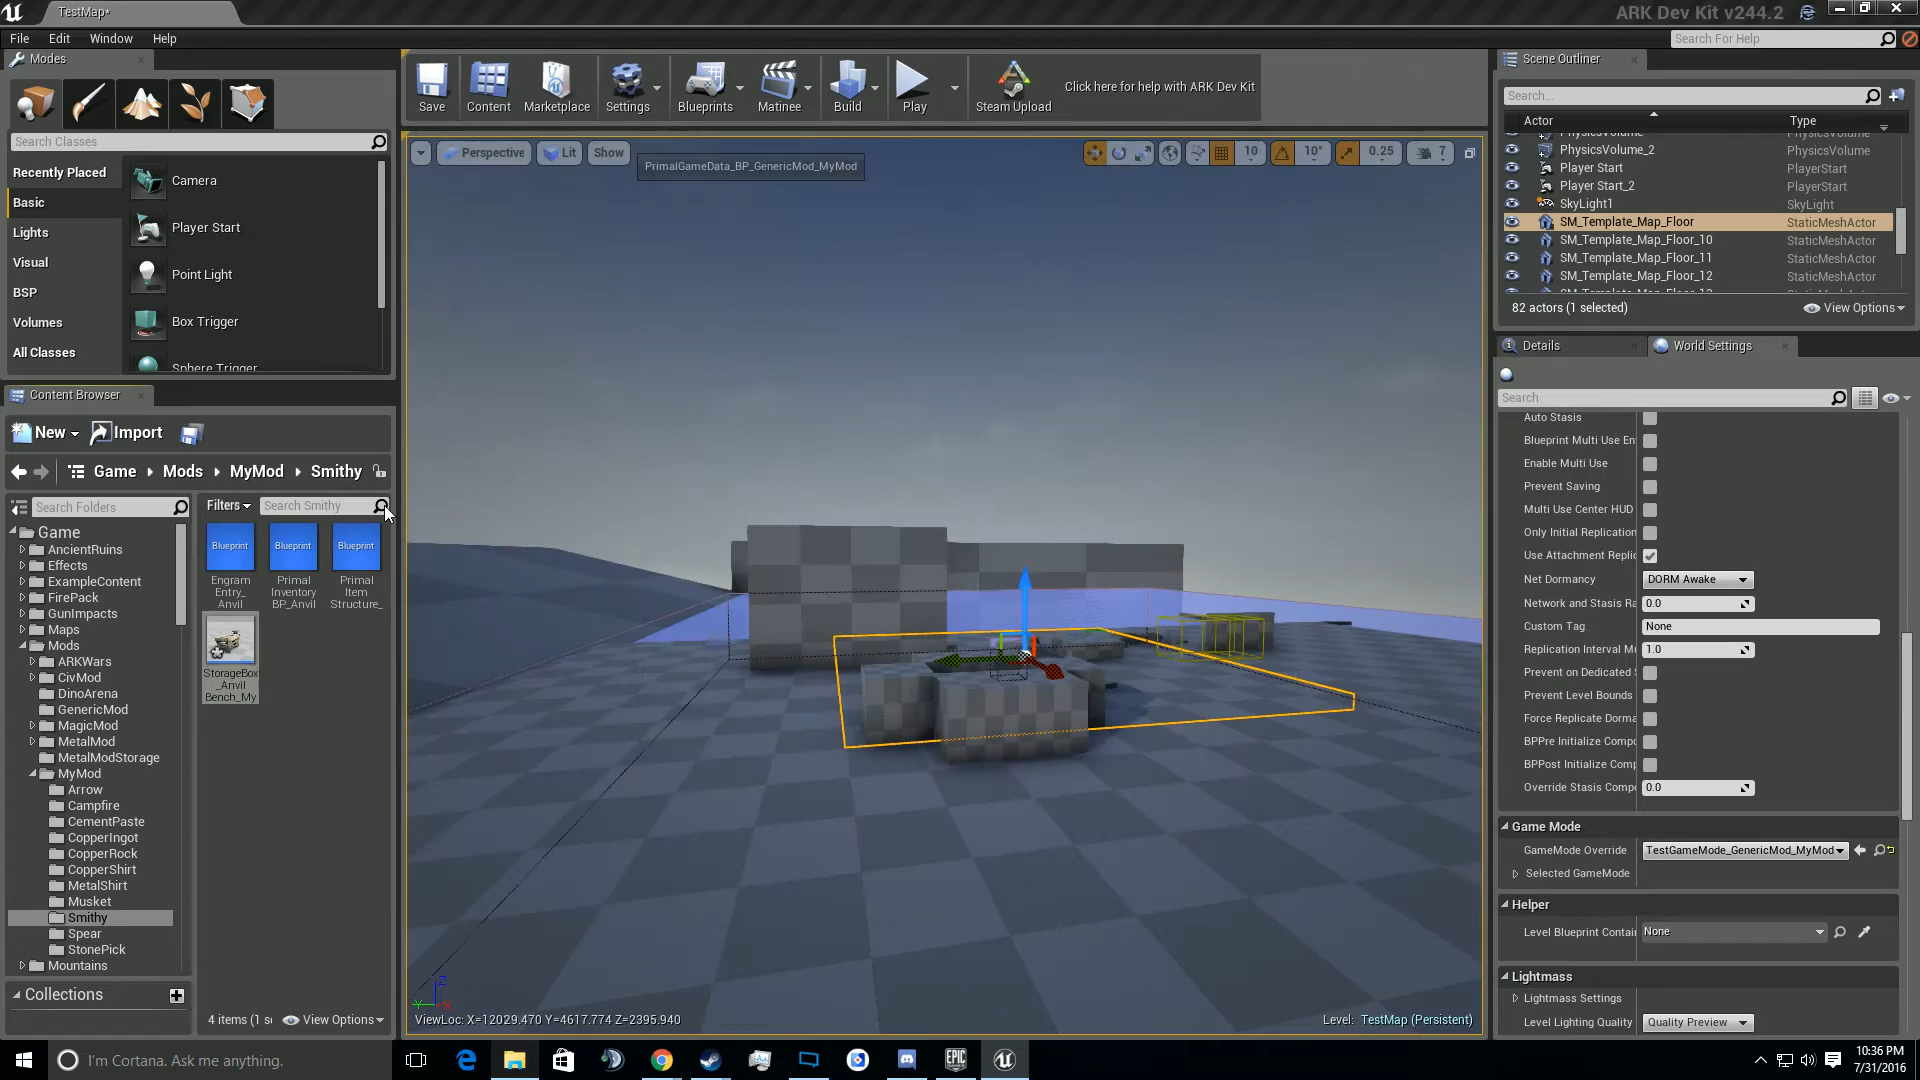 TestMap*
ARK Dev Kit v244.2
File Edit Window Help
Search For Help
Modes
Search Classes
Recently Placed
Basic
Lights
Visual
BSP
Volumes
All Classes
Camera
Player Start
Point Light
Box Trigger
Sphere Trigger
Save
Content
Marketplace
Settings
Blueprints
Matinee
Build
Play
Steam Upload
Click here for help with ARK Dev Kit
Perspective
Lit
Show
PrimalGameData_BP_GenericMod_MyMod
10
10°
0.25
7
Content Browser
New
Import
Game Mods MyMod Smithy
Search Folders
Filters
Search Smithy
Game
AncientRuins
Effects
ExampleContent
FirePack
GunImpacts
Maps
Mods
ARKWars
CivMod
DinoArena
GenericMod
MagicMod
MetalMod
MetalModStorage
MyMod
Arrow
Campfire
CementPaste
CopperIngot
CopperRock
CopperShirt
MetalShirt
Musket
Smithy
Spear
StonePick
Mountains
Collections
Blueprint
Engram
Entry_
Anvil
Blueprint
Primal
Inventory
BP_Anvil
Blueprint
Primal
Item
Structure_
StorageBox
_Anvil
Bench_My
4 items (1 s
View Options
ViewLoc: X=12029.470 Y=4617.774 Z=2395.940
Level: TestMap (Persistent)
Scene Outliner
Search...
Actor Type
PhysicsVolume PhysicsVolume
PhysicsVolume_2 PhysicsVolume
Player Start PlayerStart
Player Start_2 PlayerStart
SkyLight1 SkyLight
SM_Template_Map_Floor StaticMeshActor
SM_Template_Map_Floor_10 StaticMeshActor
SM_Template_Map_Floor_11 StaticMeshActor
SM_Template_Map_Floor_12 StaticMeshActor
82 actors (1 selected)
View Options
Details
World Settings
Search
Auto Stasis
Blueprint Multi Use En
Enable Multi Use
Prevent Saving
Multi Use Center HUD
Only Initial Replication
Use Attachment Replic
Net Dormancy DORM Awake
Network and Stasis Ra 0.0
Custom Tag None
Replication Interval M 1.0
Prevent on Dedicated
Prevent Level Bounds
Force Replicate Dorma
BPPre Initialize Compo
BPPost Initialize Comp
Override Stasis Comp 0.0
Game Mode
GameMode Override TestGameMode_GenericMod_MyMod
Selected GameMode
Helper
Level Blueprint Contai None
Lightmass
Lightmass Settings
Level Lighting Quality Quality Preview
I'm Cortana. Ask me anything.
EPIC
GAMES
10:36 PM
7/31/2016